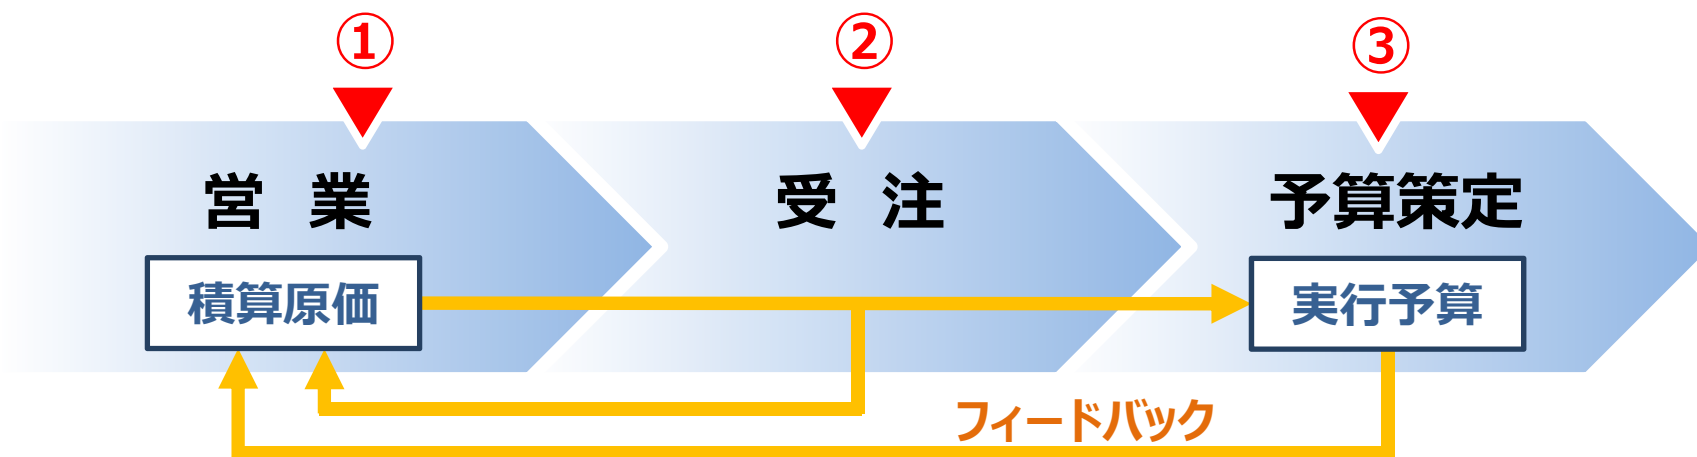 ① ② ③
営 業 受 注 予算策定
積算原価 実行予算
フィードバック